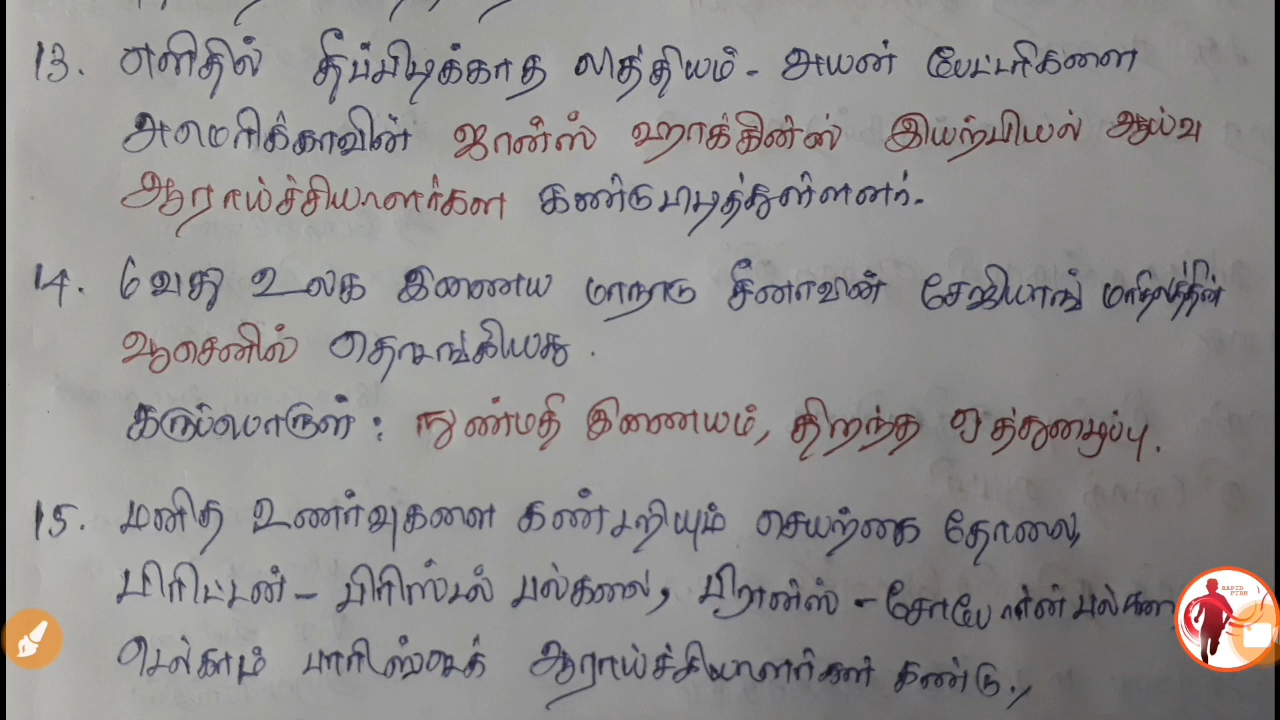 13. எளிதில் தீப்பிடிக்காத லித்தியம் - அயன் பேட்டரிகளை
அமெரிக்காவின் ஜான்ஸ் ஹாக்கின்ஸ் இயற்பியல் ஆய்வு
ஆராய்ச்சியாளர்கள கண்டுபிடித்துள்ளனர்.
14. 6வது உலக இணைய மாநாடு சீனாவின் சேஜியாங் மாநிலத்தின்
வூசெனில் தொடங்கியது.
கருப்பொருள் : நுண்மதி இணையம், திறந்த ஒத்துழைப்பு.
15. மனித உணர்வுகளை கண்டறியும் செயற்கை தோலை,
பிரிட்டன் - பிரிஸ்டல் பல்கலை, பிரான்ஸ் - சோபோர்ன் பல்கலை
டெலிகாம் பாரிஸ்டெக் ஆராய்ச்சியாளர்கள் கண்டு.,
RAPID
FIRE